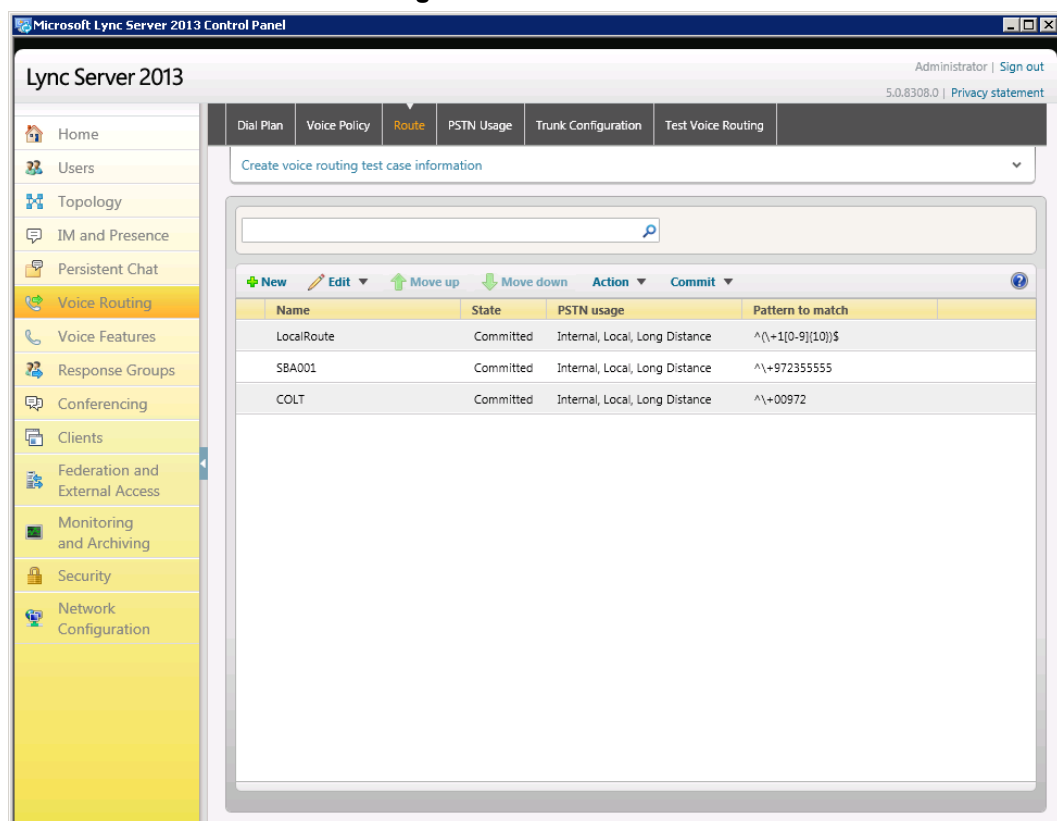 Microsoft Lync Server 2013 Control Panel
Lync Server 2013
Administrator | Sign out
5.0.8308.0 | Privacy statement
Home
Users
Topology
IM and Presence
Persistent Chat
Voice Routing
Voice Features
Response Groups
Conferencing
Clients
Federation and
External Access
Monitoring
and Archiving
Security
Network
Configuration
Dial Plan Voice Policy Route PSTN Usage Trunk Configuration Test Voice Routing
Create voice routing test case information
New Edit Move up Move down Action Commit
Name State PSTN usage Pattern to match
LocalRoute Committed Internal, Local, Long Distance ^(\+1[0-9]{10})$
SBA001 Committed Internal, Local, Long Distance ^\+972355555
COLT Committed Internal, Local, Long Distance ^\+00972